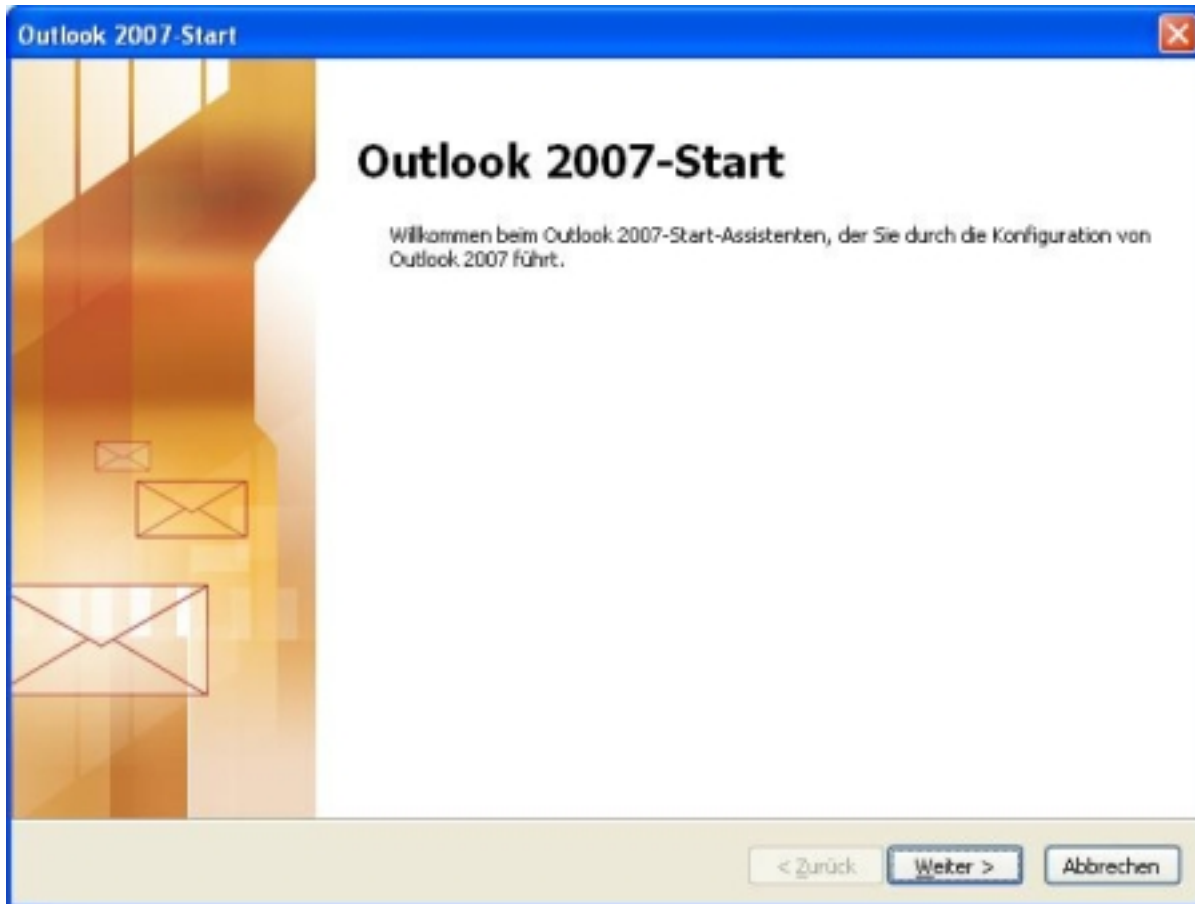 Outlook 2007-Start
Outlook 2007-Start
Willkommen beim Outlook 2007-Start-Assistenten, der Sie durch die Konfiguration von
Outlook 2007 führt.
< Zurück
Weiter >
Abbrechen